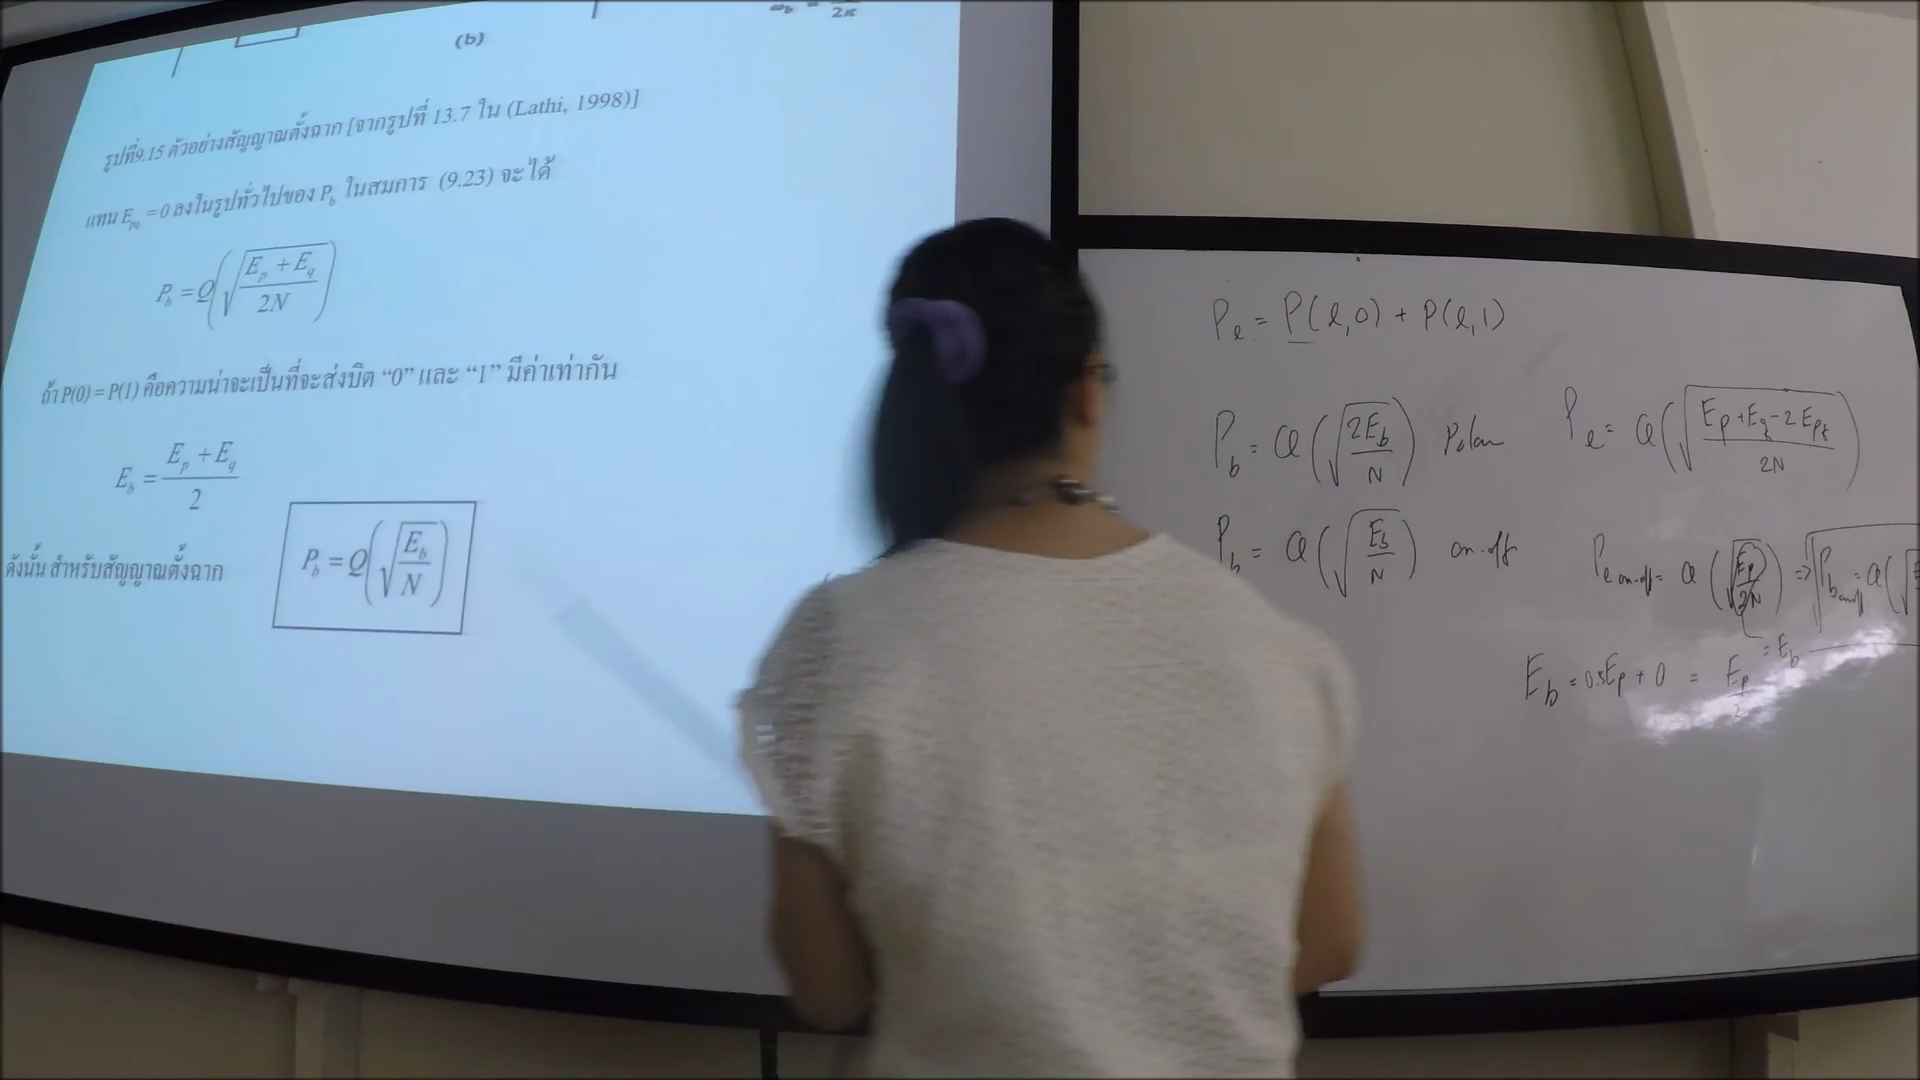 (b)
รูปที่9.15 ตัวอย่างสัญญาณตั้งฉาก [จากรูปที่ 13.7 ใน (Lathi, 1998)]
แทน E_pq = 0 ลงในรูปทั่วไปของ P_b ในสมการ (9.23) จะได้
P_b = Q(√((E_p + E_q)/2N))
ถ้า P(0) = P(1) คือความน่าจะเป็นที่จะส่งบิต “0” และ “1” มีค่าเท่ากัน
E_b = (E_p + E_q)/2
ดังนั้น สำหรับสัญญาณตั้งฉาก P_b = Q(√(E_b/N))
P_e = P(e,0) + P(e,1)
P_b = Q(√(2E_b/N)) Polar
P_e = Q(√((E_p + E_q - 2E_pq)/2N))
P_b = Q(√(E_b/N)) on-off
P_e on-off = Q(√(E_p/2N)) ⇒ P_b on-off = Q(√
= E_b
E_b = 0.5E_p + 0 = E_p/2